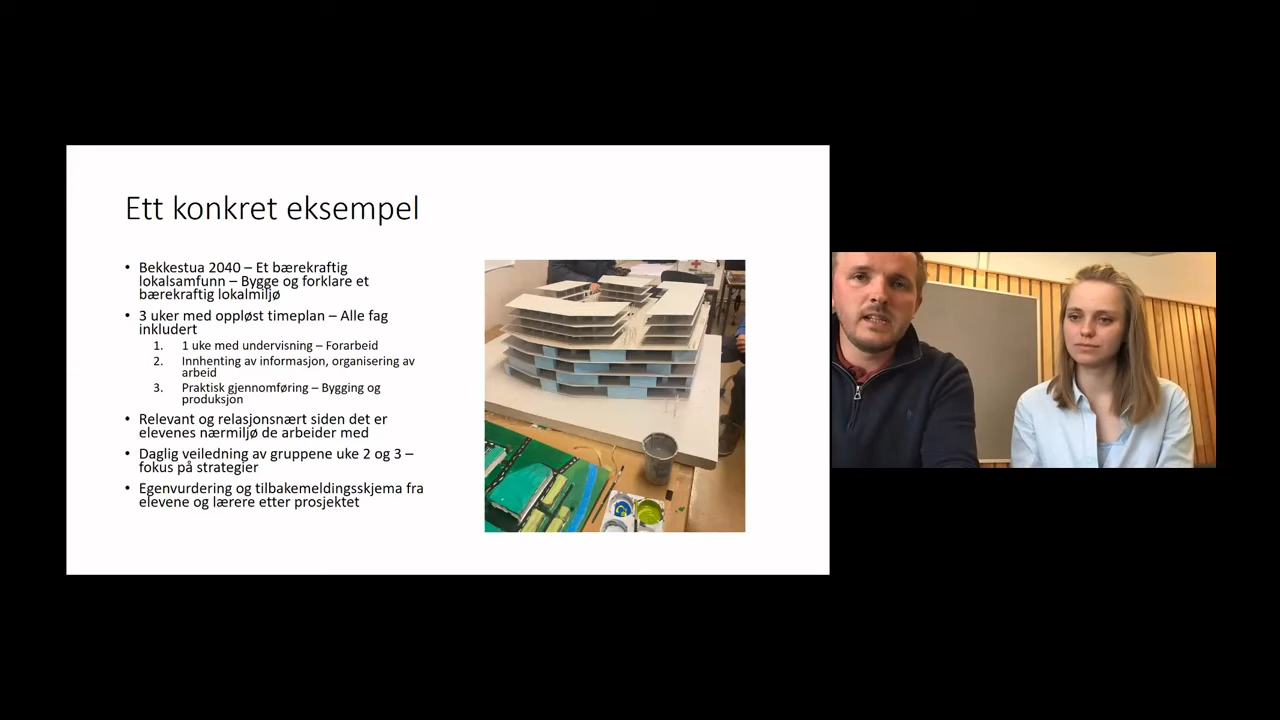 Ett konkret eksempel
• Bekkestua 2040 – Et bærekraftig
lokalsamfunn – Bygge og forklare et
bærekraftig lokalmiljø
• 3 uker med oppløst timeplan – Alle fag
inkludert
1. 1 uke med undervisning – Forarbeid
2. Innhenting av informasjon, organisering av
arbeid
3. Praktisk gjennomføring – Bygging og
produksjon
• Relevant og relasjonsnært siden det er
elevenes nærmiljø de arbeider med
• Daglig veiledning av gruppene uke 2 og 3 –
fokus på strategier
• Egenvurdering og tilbakemeldingsskjema fra
elevene og lærere etter prosjektet